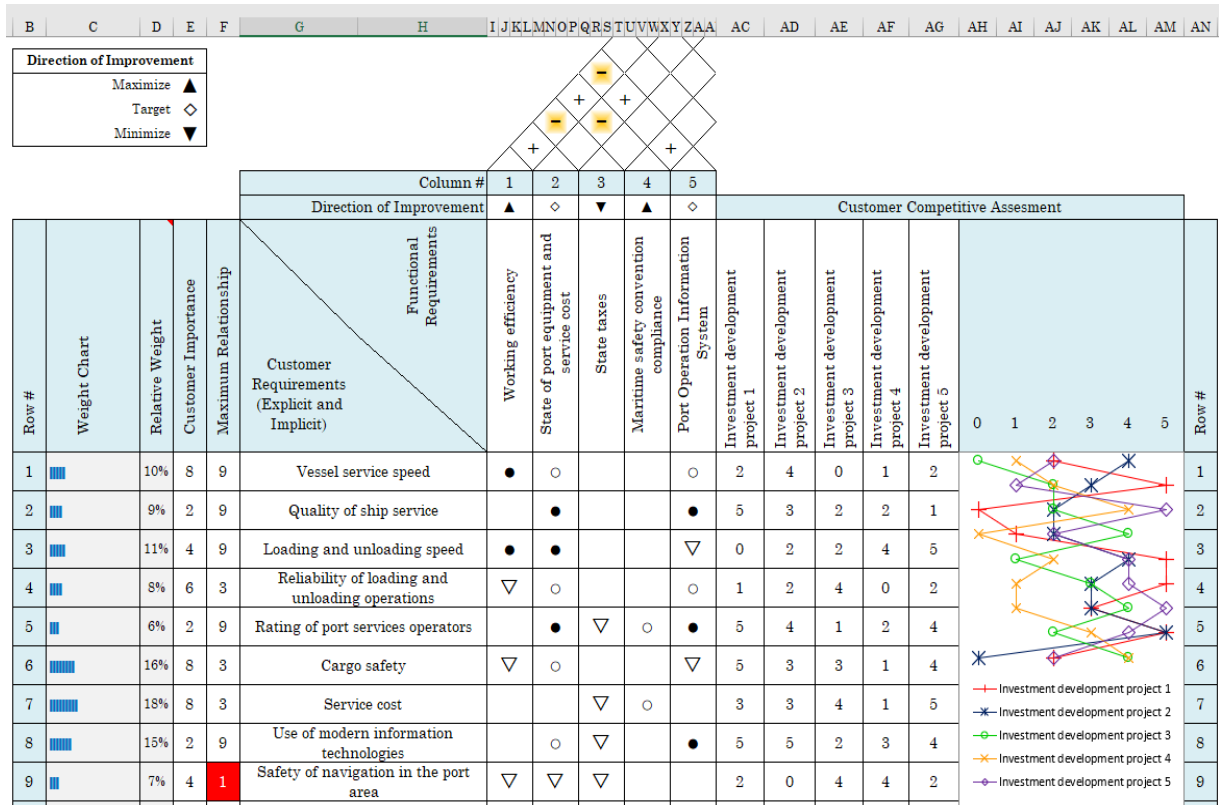 B C D E F G H I J K L M N O P Q R S T U V W X Y Z A A AC AD AE AF AG AH AI AJ AK AL AM AN
Direction of Improvement
Maximize ▲
Target ◇
Minimize ▼
−
+ +
− −
+ +
Column # 1 2 3 4 5
Direction of Improvement ▲ ◇ ▼ ▲ ◇ Customer Competitive Assesment
Row #
Weight Chart
Relative Weight
Customer Importance
Maximum Relationship
Functional
Requirements
Customer
Requirements
(Explicit and
Implicit)
Working efficiency
State of port equipment and
service cost
State taxes
Maritime safety convention
compliance
Port Operation Information
System
Investment development
project 1
Investment development
project 2
Investment development
project 3
Investment development
project 4
Investment development
project 5
0 1 2 3 4 5
Row #
1 10% 8 9 Vessel service speed ● ○ ○ 2 4 0 1 2 1
2 9% 2 9 Quality of ship service ● ● 5 3 2 2 1 2
3 11% 4 9 Loading and unloading speed ● ● ▽ 0 2 2 4 5 3
4 8% 6 3 Reliability of loading and
unloading operations ▽ ○ ○ 1 2 4 0 2 4
5 6% 2 9 Rating of port services operators ● ▽ ○ ● 5 4 1 2 4 5
6 16% 8 3 Cargo safety ▽ ○ ▽ 5 3 3 1 4 6
7 18% 8 3 Service cost ▽ ○ 3 3 4 1 5 7
8 15% 2 9 Use of modern information
technologies ○ ▽ ● 5 5 2 3 4 8
9 7% 4 1 Safety of navigation in the port
area ▽ ▽ ▽ 2 0 4 4 2 9
Investment development project 1
Investment development project 2
Investment development project 3
Investment development project 4
Investment development project 5